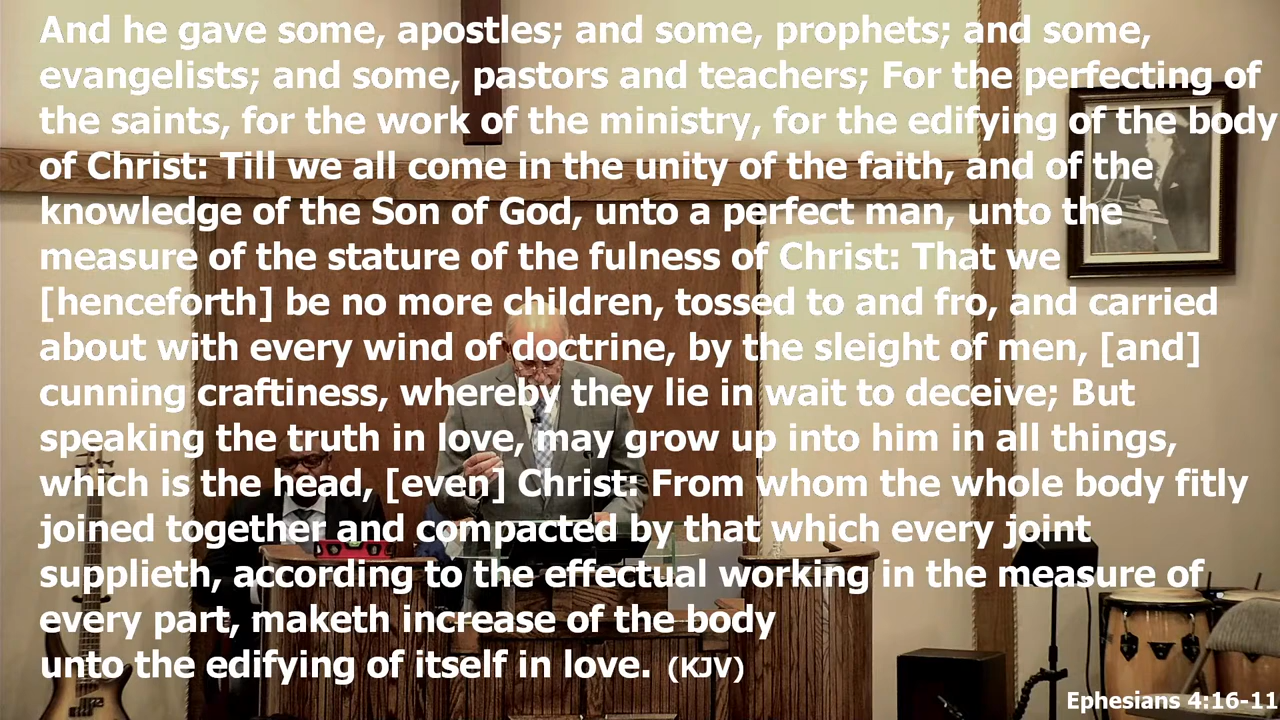 And he gave some, apostles; and some, prophets; and some,
evangelists; and some, pastors and teachers; For the perfecting of
the saints, for the work of the ministry, for the edifying of the body
of Christ: Till we all come in the unity of the faith, and of the
knowledge of the Son of God, unto a perfect man, unto the
measure of the stature of the fulness of Christ: That we
[henceforth] be no more children, tossed to and fro, and carried
about with every wind of doctrine, by the sleight of men, [and]
cunning craftiness, whereby they lie in wait to deceive; But
speaking the truth in love, may grow up into him in all things,
which is the head, [even] Christ: From whom the whole body fitly
joined together and compacted by that which every joint
supplieth, according to the effectual working in the measure of
every part, maketh increase of the body
unto the edifying of itself in love. (KJV)
Ephesians 4:16-11